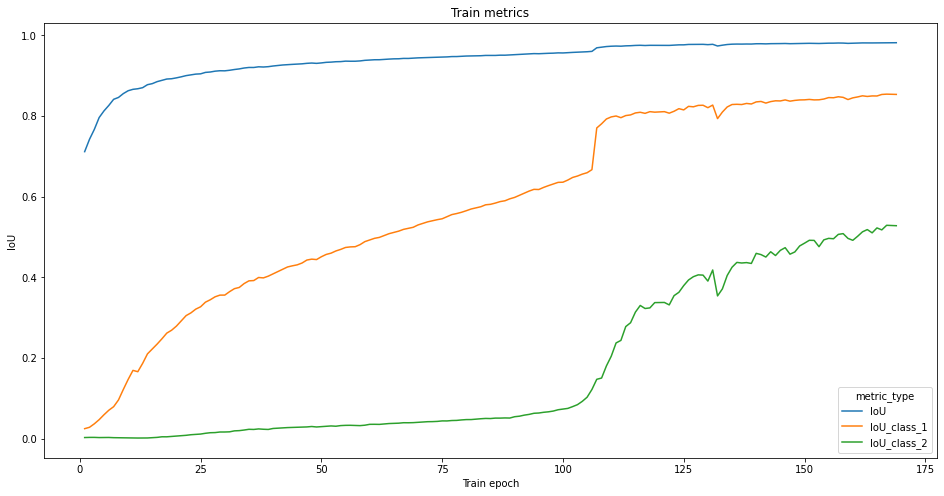 Train metrics
1.0
0.8
0.6
0.4
0.2
0.0
IoU
0
25
50
75
100
125
150
175
Train epoch
metric_type
IoU
IoU_class_1
IoU_class_2